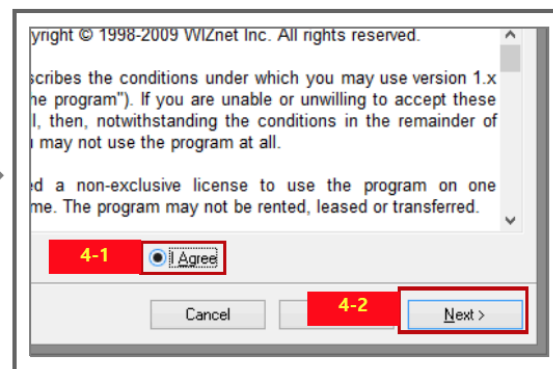 yright © 1998-2009 WIZnet Inc. All rights reserved.
scribes the conditions under which you may use version 1.x
he program"). If you are unable or unwilling to accept these
l, then, notwithstanding the conditions in the remainder of
may not use the program at all.
ed a non-exclusive license to use the program on one
me. The program may not be rented, leased or transferred.
4-1 I Agree
Cancel 4-2 Next >